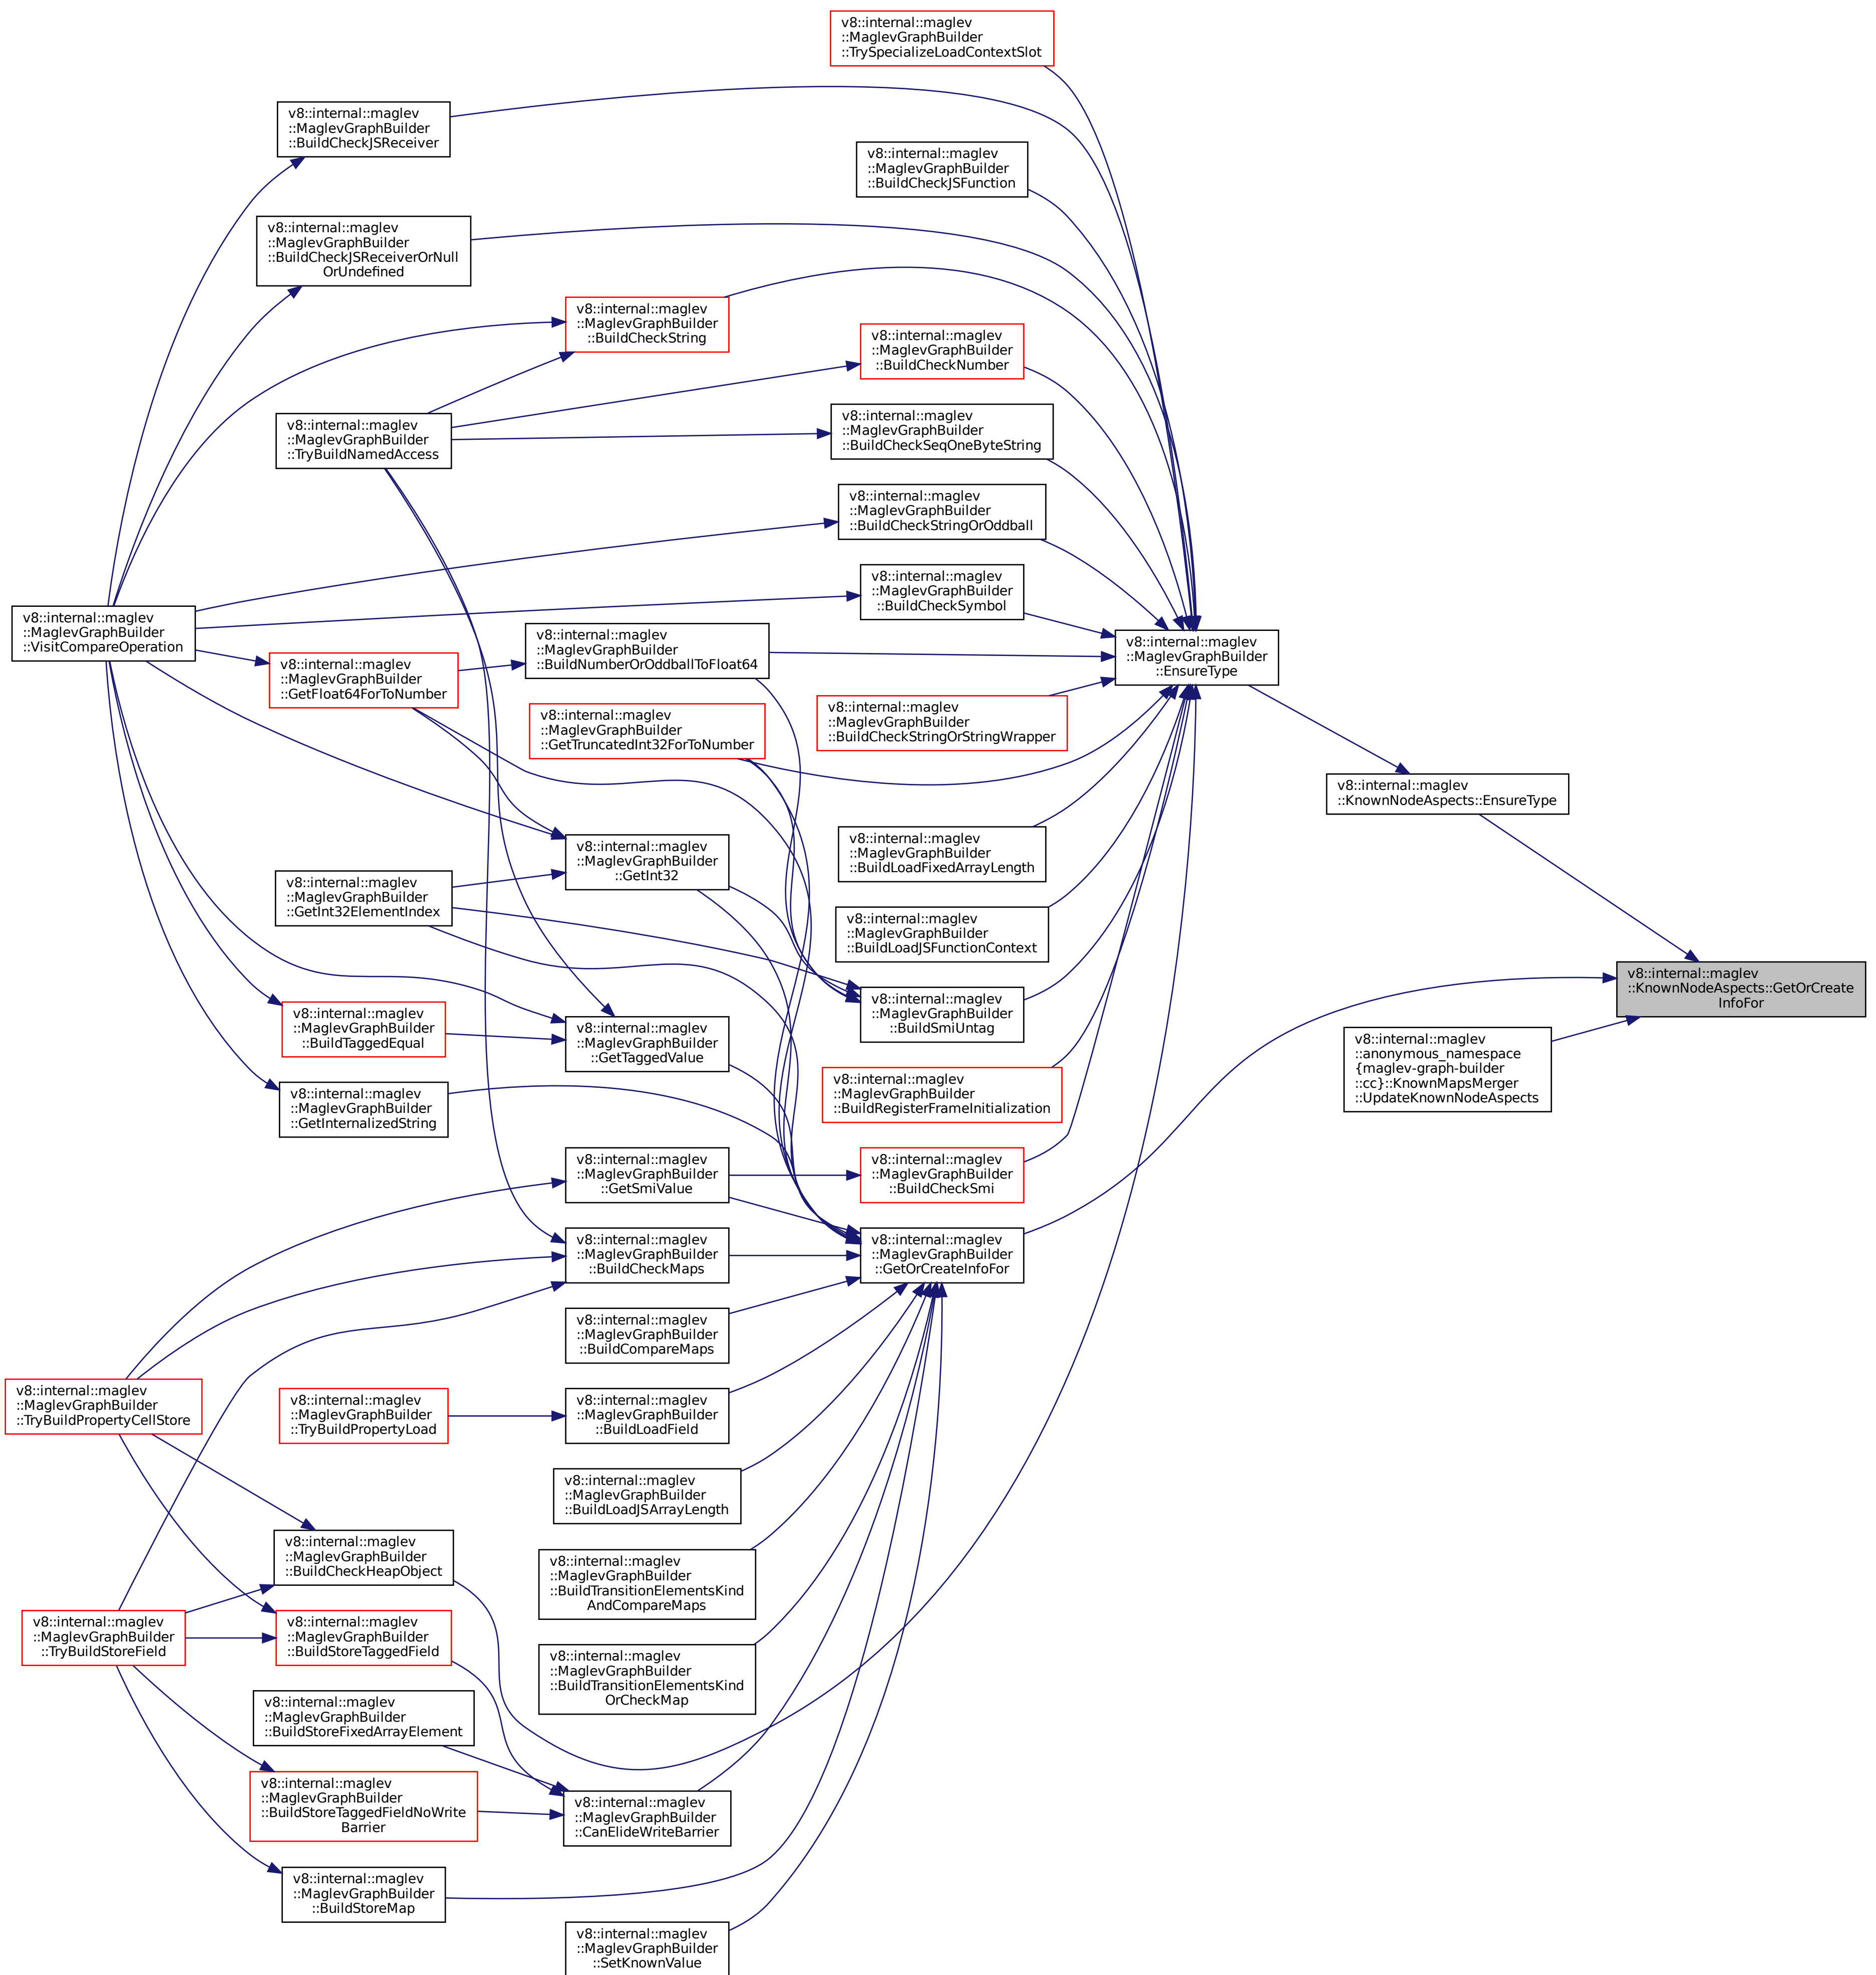 v8::internal::maglev
::MaglevGraphBuilder
::TrySpecializeLoadContextSlot
v8::internal::maglev
::MaglevGraphBuilder
::BuildCheckJSReceiver
v8::internal::maglev
::MaglevGraphBuilder
::BuildCheckJSFunction
v8::internal::maglev
::MaglevGraphBuilder
::BuildCheckJSReceiverOrNull
OrUndefined
v8::internal::maglev
::MaglevGraphBuilder
::BuildCheckString
v8::internal::maglev
::MaglevGraphBuilder
::BuildCheckNumber
v8::internal::maglev
::MaglevGraphBuilder
::TryBuildNamedAccess
v8::internal::maglev
::MaglevGraphBuilder
::BuildCheckSeqOneByteString
v8::internal::maglev
::MaglevGraphBuilder
::BuildCheckStringOrOddball
v8::internal::maglev
::MaglevGraphBuilder
::BuildCheckSymbol
v8::internal::maglev
::MaglevGraphBuilder
::VisitCompareOperation
v8::internal::maglev
::MaglevGraphBuilder
::BuildNumberOrOddballToFloat64
v8::internal::maglev
::MaglevGraphBuilder
::EnsureType
v8::internal::maglev
::MaglevGraphBuilder
::GetFloat64ForToNumber
v8::internal::maglev
::MaglevGraphBuilder
::GetTruncatedInt32ForToNumber
v8::internal::maglev
::MaglevGraphBuilder
::BuildCheckStringOrStringWrapper
v8::internal::maglev
::KnownNodeAspects::EnsureType
v8::internal::maglev
::MaglevGraphBuilder
::GetInt32
v8::internal::maglev
::MaglevGraphBuilder
::BuildLoadFixedArrayLength
v8::internal::maglev
::MaglevGraphBuilder
::GetInt32ElementIndex
v8::internal::maglev
::MaglevGraphBuilder
::BuildLoadJSFunctionContext
v8::internal::maglev
::KnownNodeAspects::GetOrCreate
InfoFor
v8::internal::maglev
::MaglevGraphBuilder
::BuildSmiUntag
v8::internal::maglev
::MaglevGraphBuilder
::BuildTaggedEqual
v8::internal::maglev
::MaglevGraphBuilder
::GetTaggedValue
v8::internal::maglev
::anonymous_namespace
{maglev-graph-builder
::cc}::KnownMapsMerger
::UpdateKnownNodeAspects
v8::internal::maglev
::MaglevGraphBuilder
::BuildRegisterFrameInitialization
v8::internal::maglev
::MaglevGraphBuilder
::GetInternalizedString
v8::internal::maglev
::MaglevGraphBuilder
::GetSmiValue
v8::internal::maglev
::MaglevGraphBuilder
::BuildCheckSmi
v8::internal::maglev
::MaglevGraphBuilder
::BuildCheckMaps
v8::internal::maglev
::MaglevGraphBuilder
::GetOrCreateInfoFor
v8::internal::maglev
::MaglevGraphBuilder
::BuildCompareMaps
v8::internal::maglev
::MaglevGraphBuilder
::TryBuildPropertyCellStore
v8::internal::maglev
::MaglevGraphBuilder
::TryBuildPropertyLoad
v8::internal::maglev
::MaglevGraphBuilder
::BuildLoadField
v8::internal::maglev
::MaglevGraphBuilder
::BuildLoadJSArrayLength
v8::internal::maglev
::MaglevGraphBuilder
::BuildCheckHeapObject
v8::internal::maglev
::MaglevGraphBuilder
::BuildTransitionElementsKind
AndCompareMaps
v8::internal::maglev
::MaglevGraphBuilder
::TryBuildStoreField
v8::internal::maglev
::MaglevGraphBuilder
::BuildStoreTaggedField
v8::internal::maglev
::MaglevGraphBuilder
::BuildTransitionElementsKind
OrCheckMap
v8::internal::maglev
::MaglevGraphBuilder
::BuildStoreFixedArrayElement
v8::internal::maglev
::MaglevGraphBuilder
::BuildStoreTaggedFieldNoWrite
Barrier
v8::internal::maglev
::MaglevGraphBuilder
::CanElideWriteBarrier
v8::internal::maglev
::MaglevGraphBuilder
::BuildStoreMap
v8::internal::maglev
::MaglevGraphBuilder
::SetKnownValue